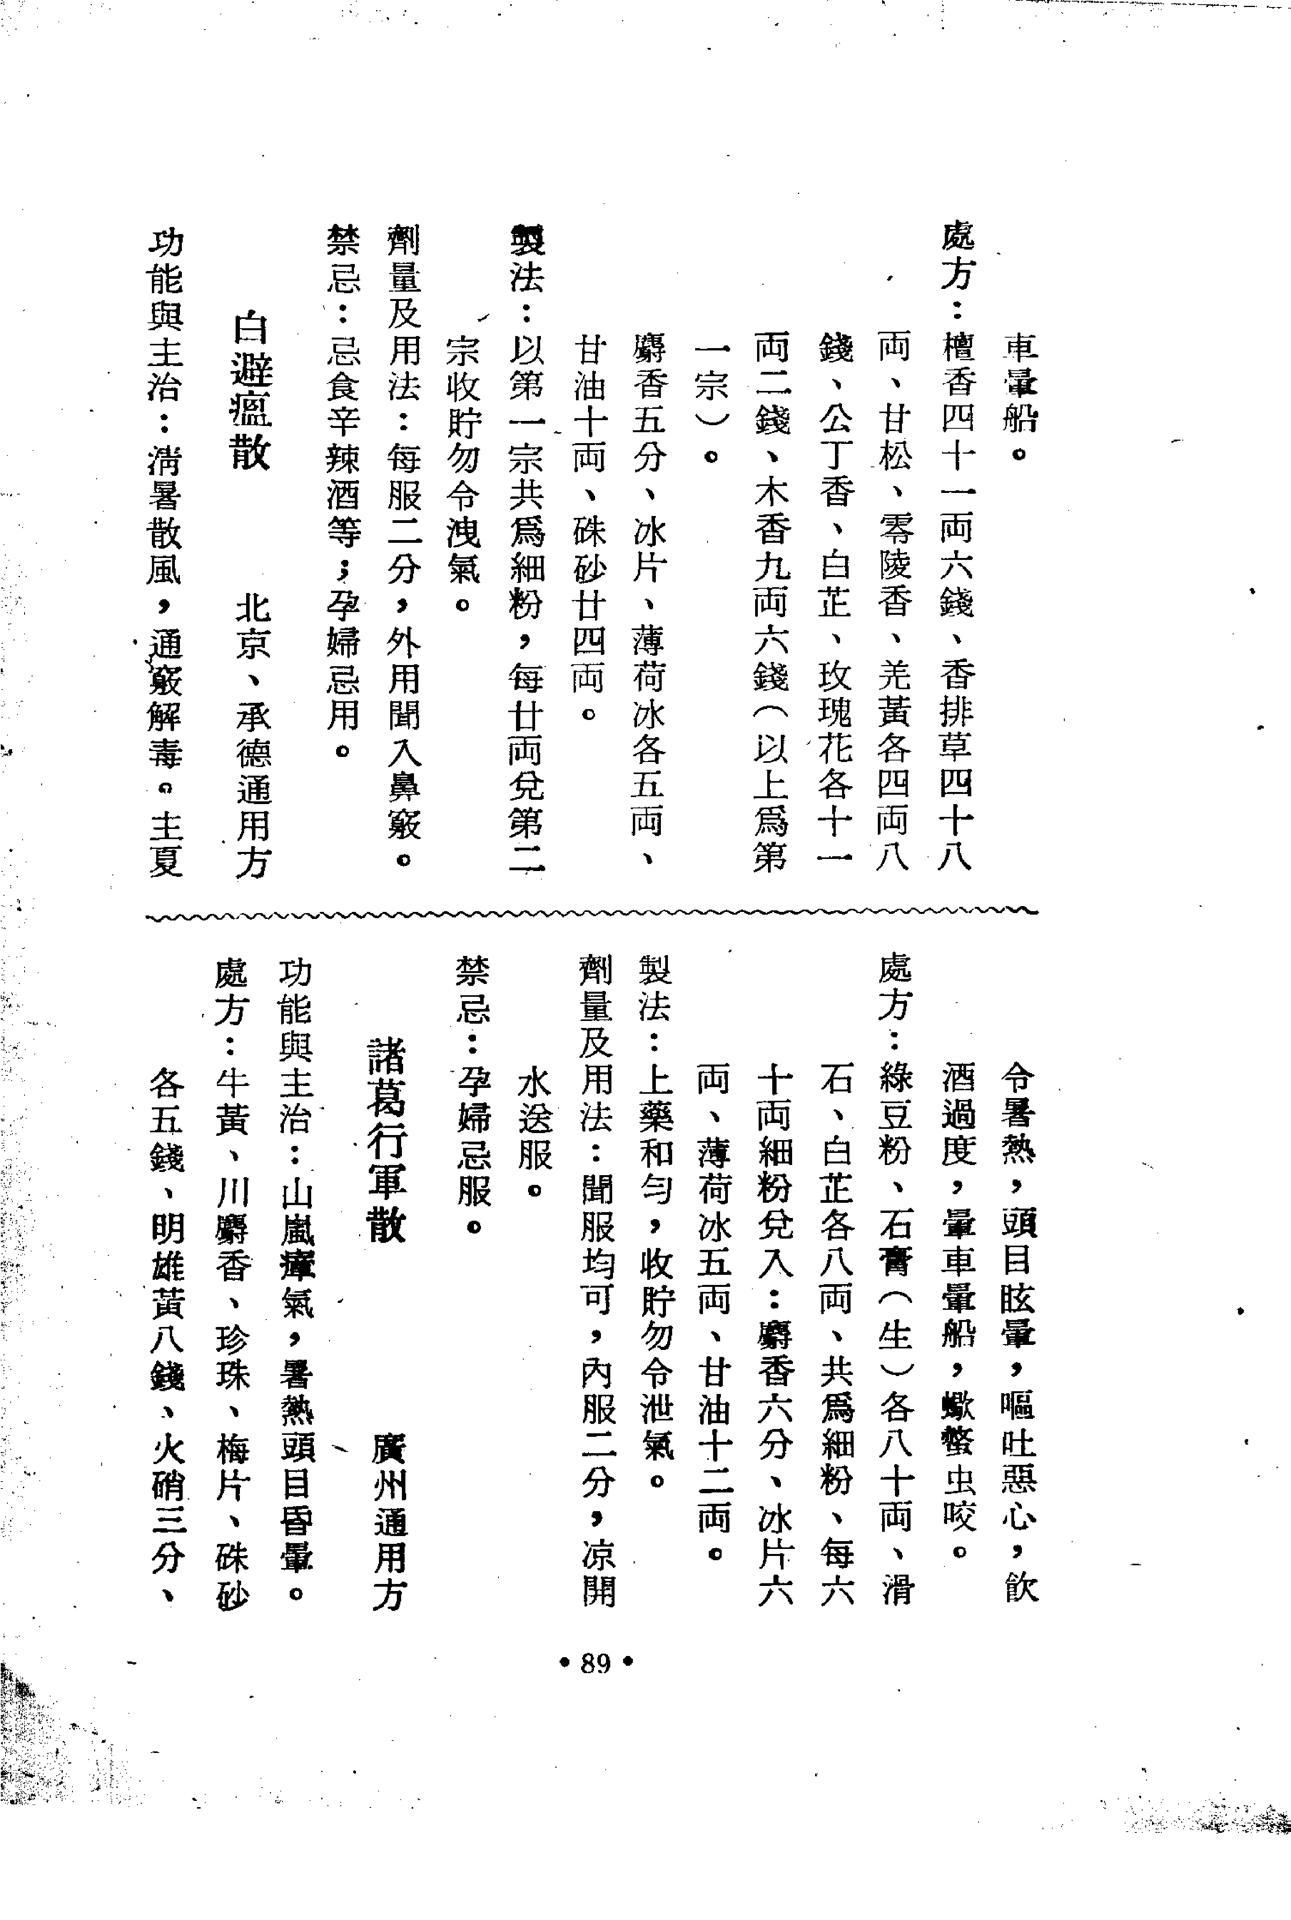 車暈船。
處方：檀香四十一両六錢、香排草四十八
両、甘松、零陵香、羌黃各四両八
錢、公丁香、白芷、玫瑰花各十一
両二錢、木香九両六錢（以上爲第
一宗）。
麝香五分、冰片、薄荷冰各五両、
甘油十両、硃砂廿四両。
製法：以第一宗共爲細粉，每廿両兌第二
宗收貯勿令洩氣。
劑量及用法：每服二分，外用聞入鼻竅。
禁忌：忌食辛辣酒等；孕婦忌用。
白避瘟散　北京、承德通用方
功能與主治：淸暑散風，通竅解毒。主夏
令暑熱，頭目眩暈，嘔吐惡心，飮
酒過度，暈車暈船，蠍螫虫咬。
處方：綠豆粉、石膏（生）各八十両、滑
石、白芷各八両、共爲細粉、每六
十両細粉兌入：麝香六分、冰片六
両、薄荷冰五両、甘油十二両。
製法：上藥和勻，收貯勿令泄氣。
劑量及用法：聞服均可，內服二分，凉開
水送服。
禁忌：孕婦忌服。
諸葛行軍散　廣州通用方
功能與主治：山嵐瘴氣，暑熱頭目昏暈。
處方：牛黃、川麝香、珍珠、梅片、硃砂
各五錢、明雄黃八錢、火硝三分、
•89•